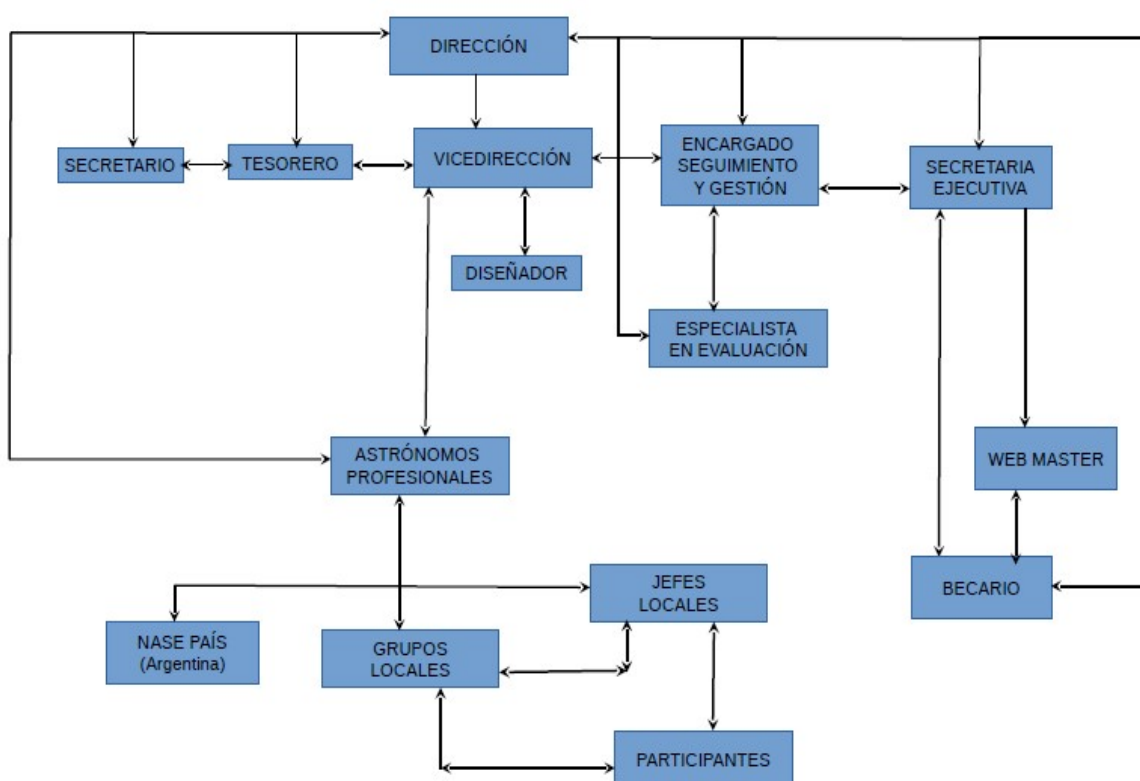 DIRECCIÓN
SECRETARIO
TESORERO
VICEDIRECCIÓN
ENCARGADO
SEGUIMIENTO
Y GESTIÓN
SECRETARIA
EJECUTIVA
DISEÑADOR
ESPECIALISTA
EN EVALUACIÓN
ASTRÓNOMOS
PROFESIONALES
WEB MASTER
BECARIO
JEFES
LOCALES
NASE PAÍS
(Argentina)
GRUPOS
LOCALES
PARTICIPANTES